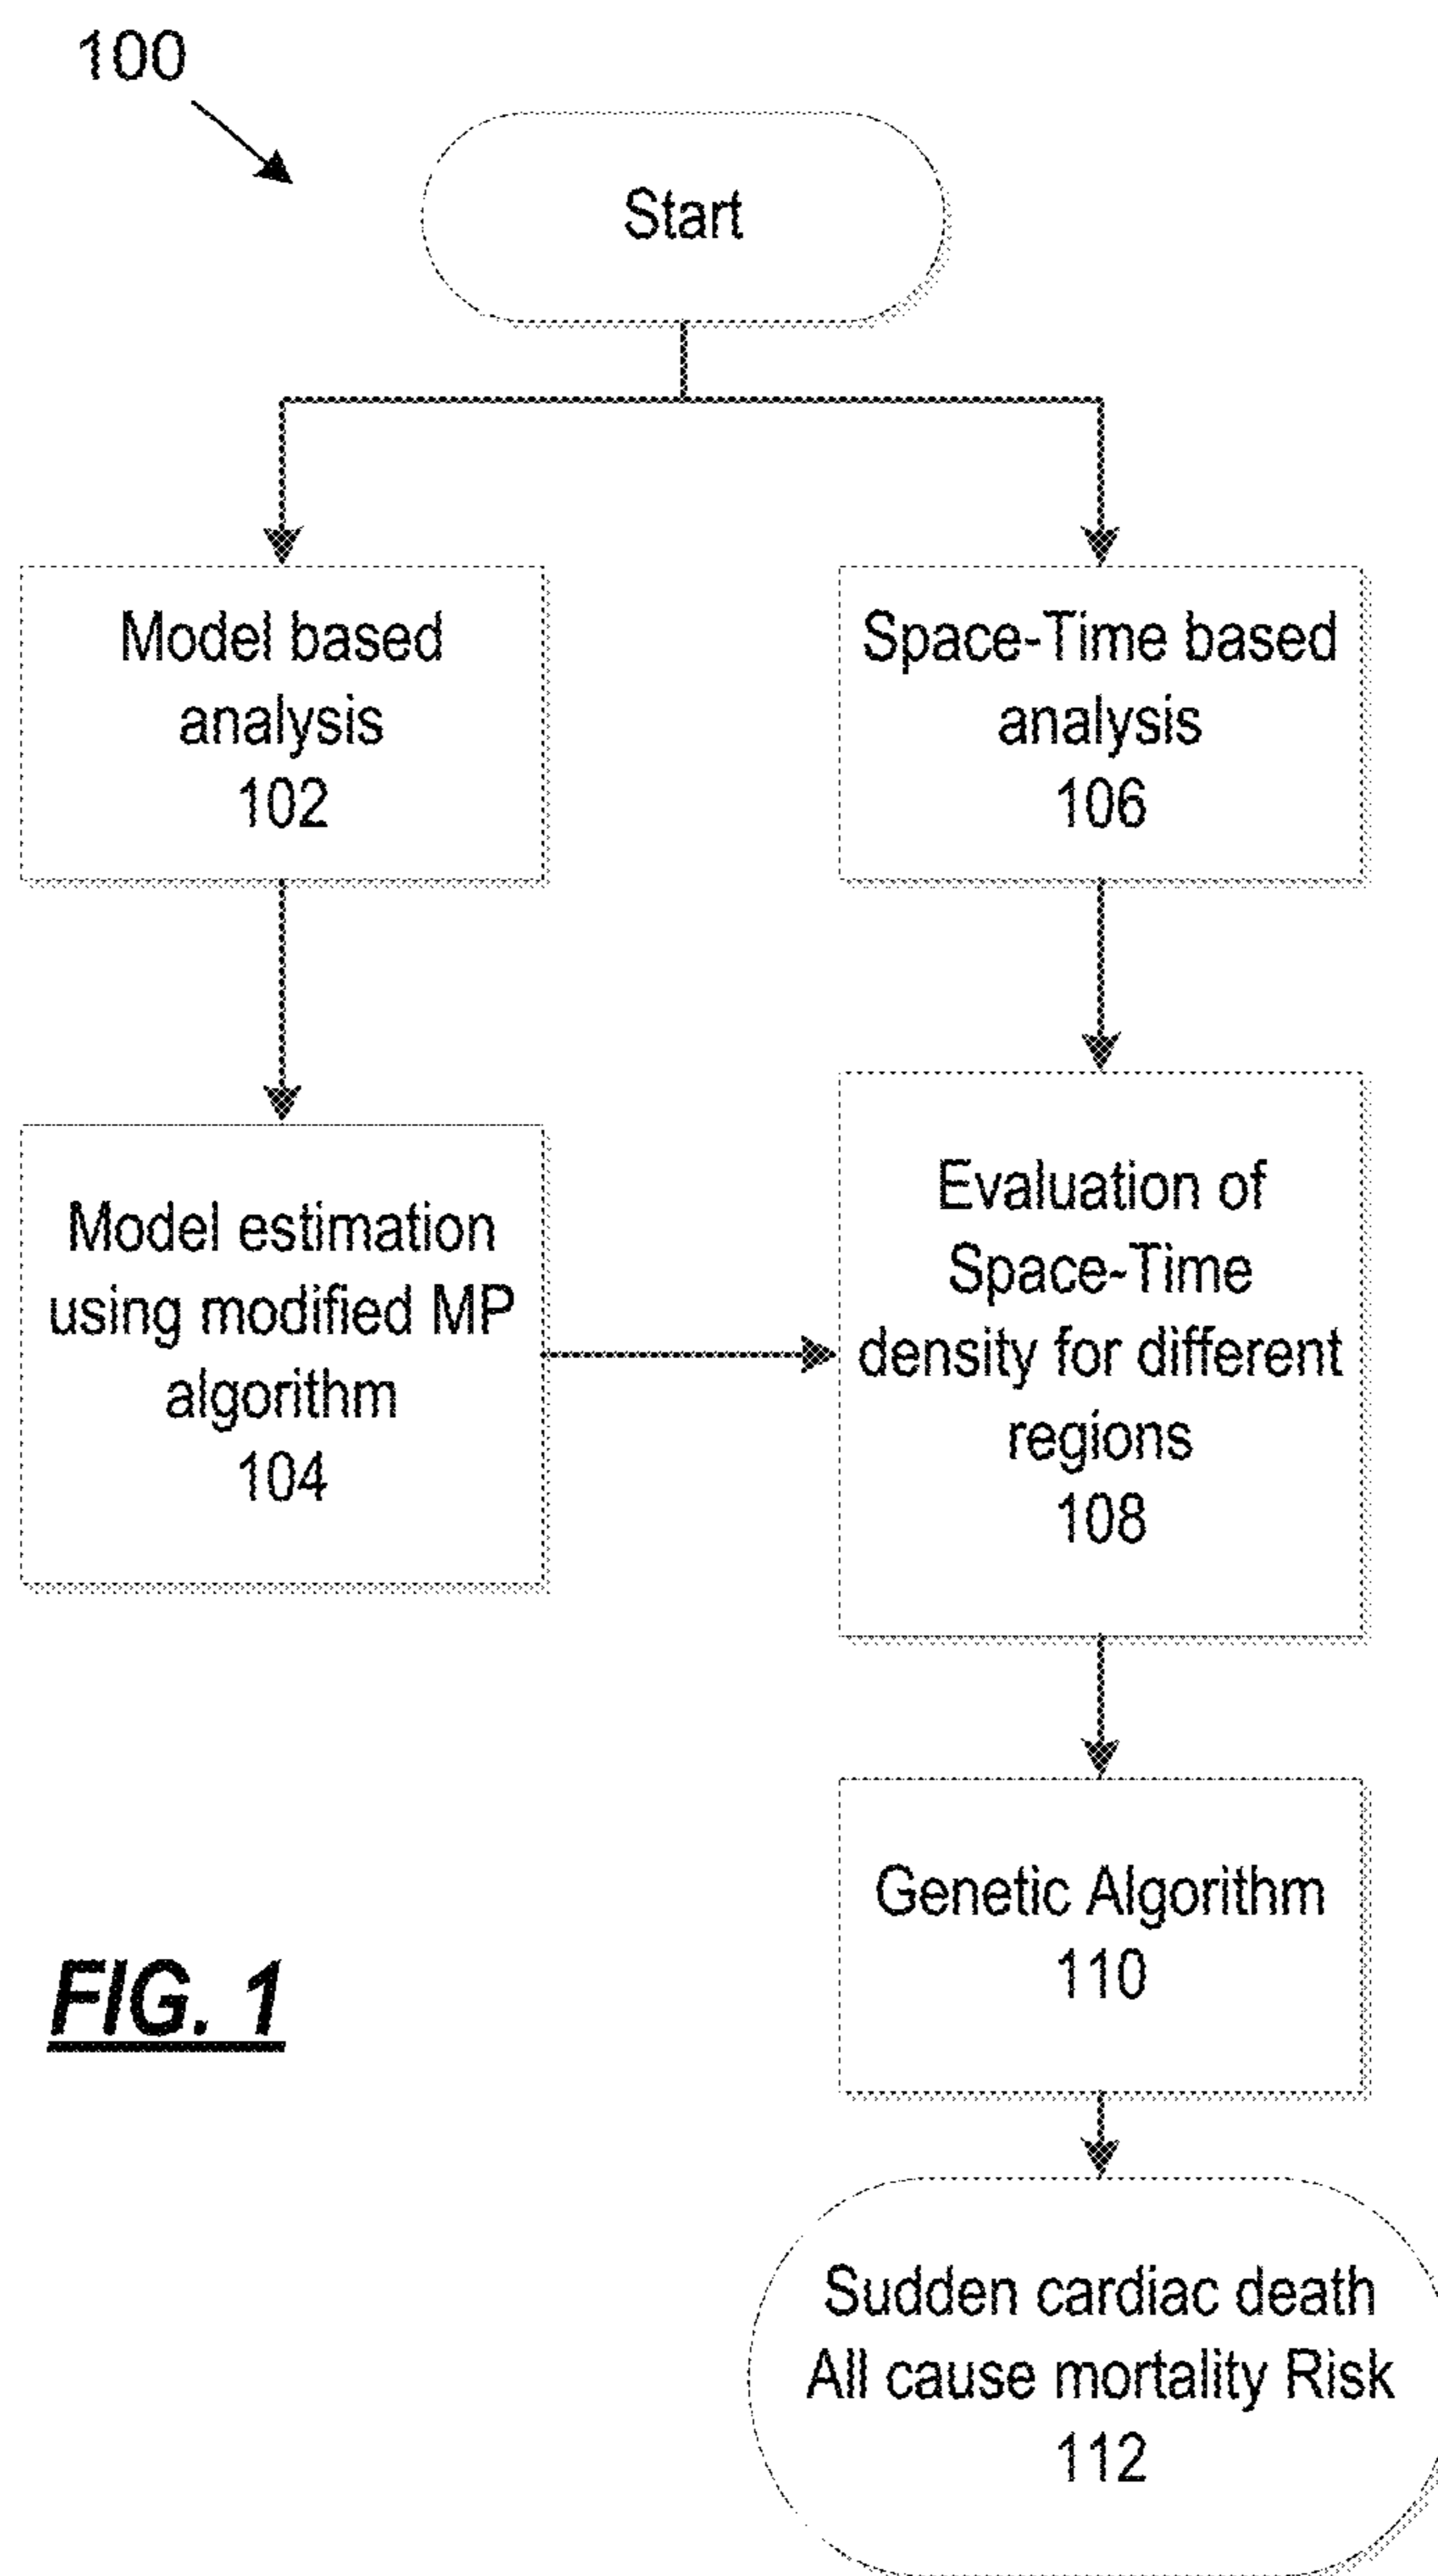 100
Start
Model based
analysis
102
Space-Time based
analysis
106
Model estimation
using modified MP
algorithm
104
Evaluation of
Space-Time
density for different
regions
108
Genetic Algorithm
110
FIG. 1
Sudden cardiac death
All cause mortality Risk
112